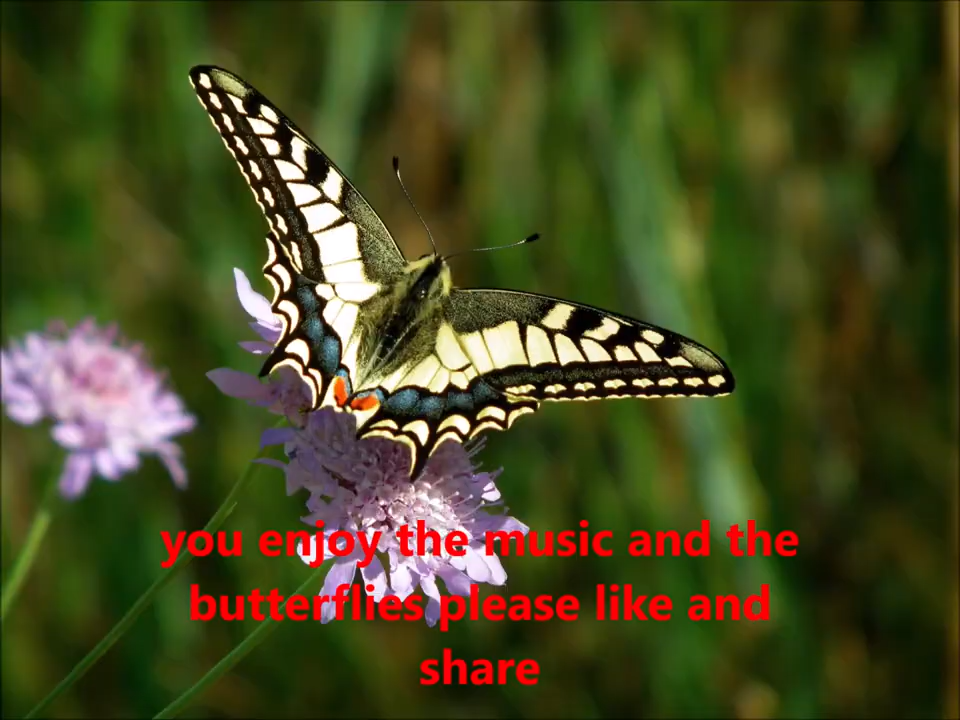 you enjoy the music and the
butterflies please like and
share